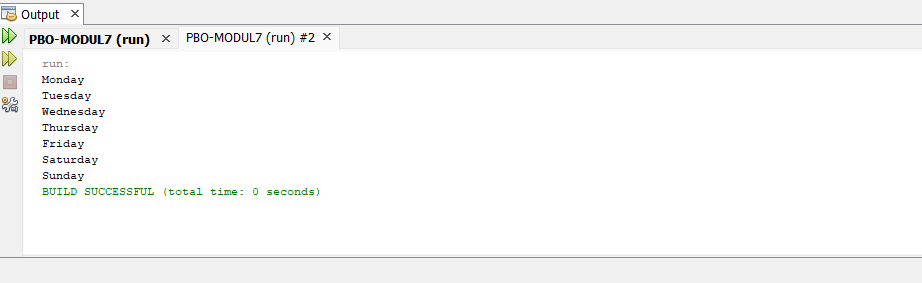 Output
PBO-MODUL7 (run)
PBO-MODUL7 (run) #2
run:
Monday
Tuesday
Wednesday
Thursday
Friday
Saturday
Sunday
BUILD SUCCESSFUL (total time: 0 seconds)